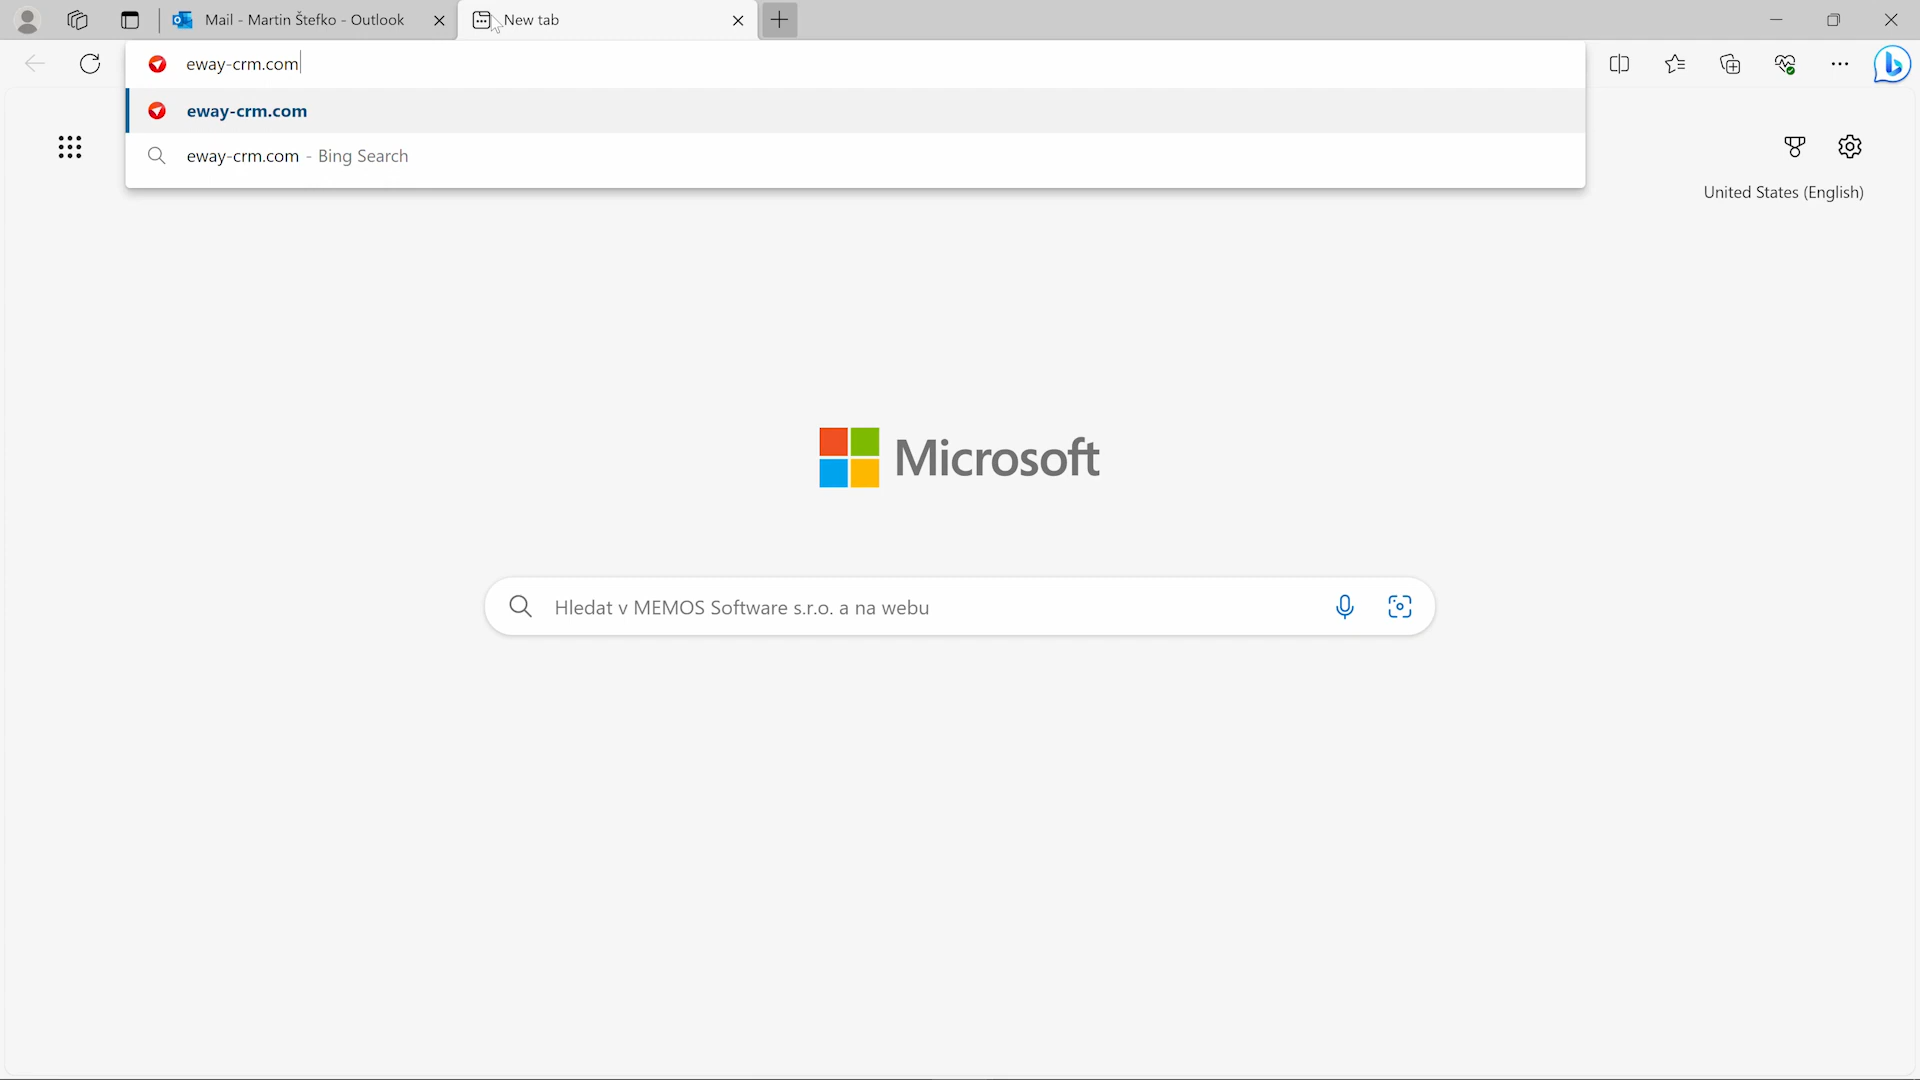 Mail - Martin Štefko - Outlook
New tab
eway-crm.com
eway-crm.com
eway-crm.com - Bing Search
United States (English)
Microsoft
Hledat v MEMOS Software s.r.o. a na webu